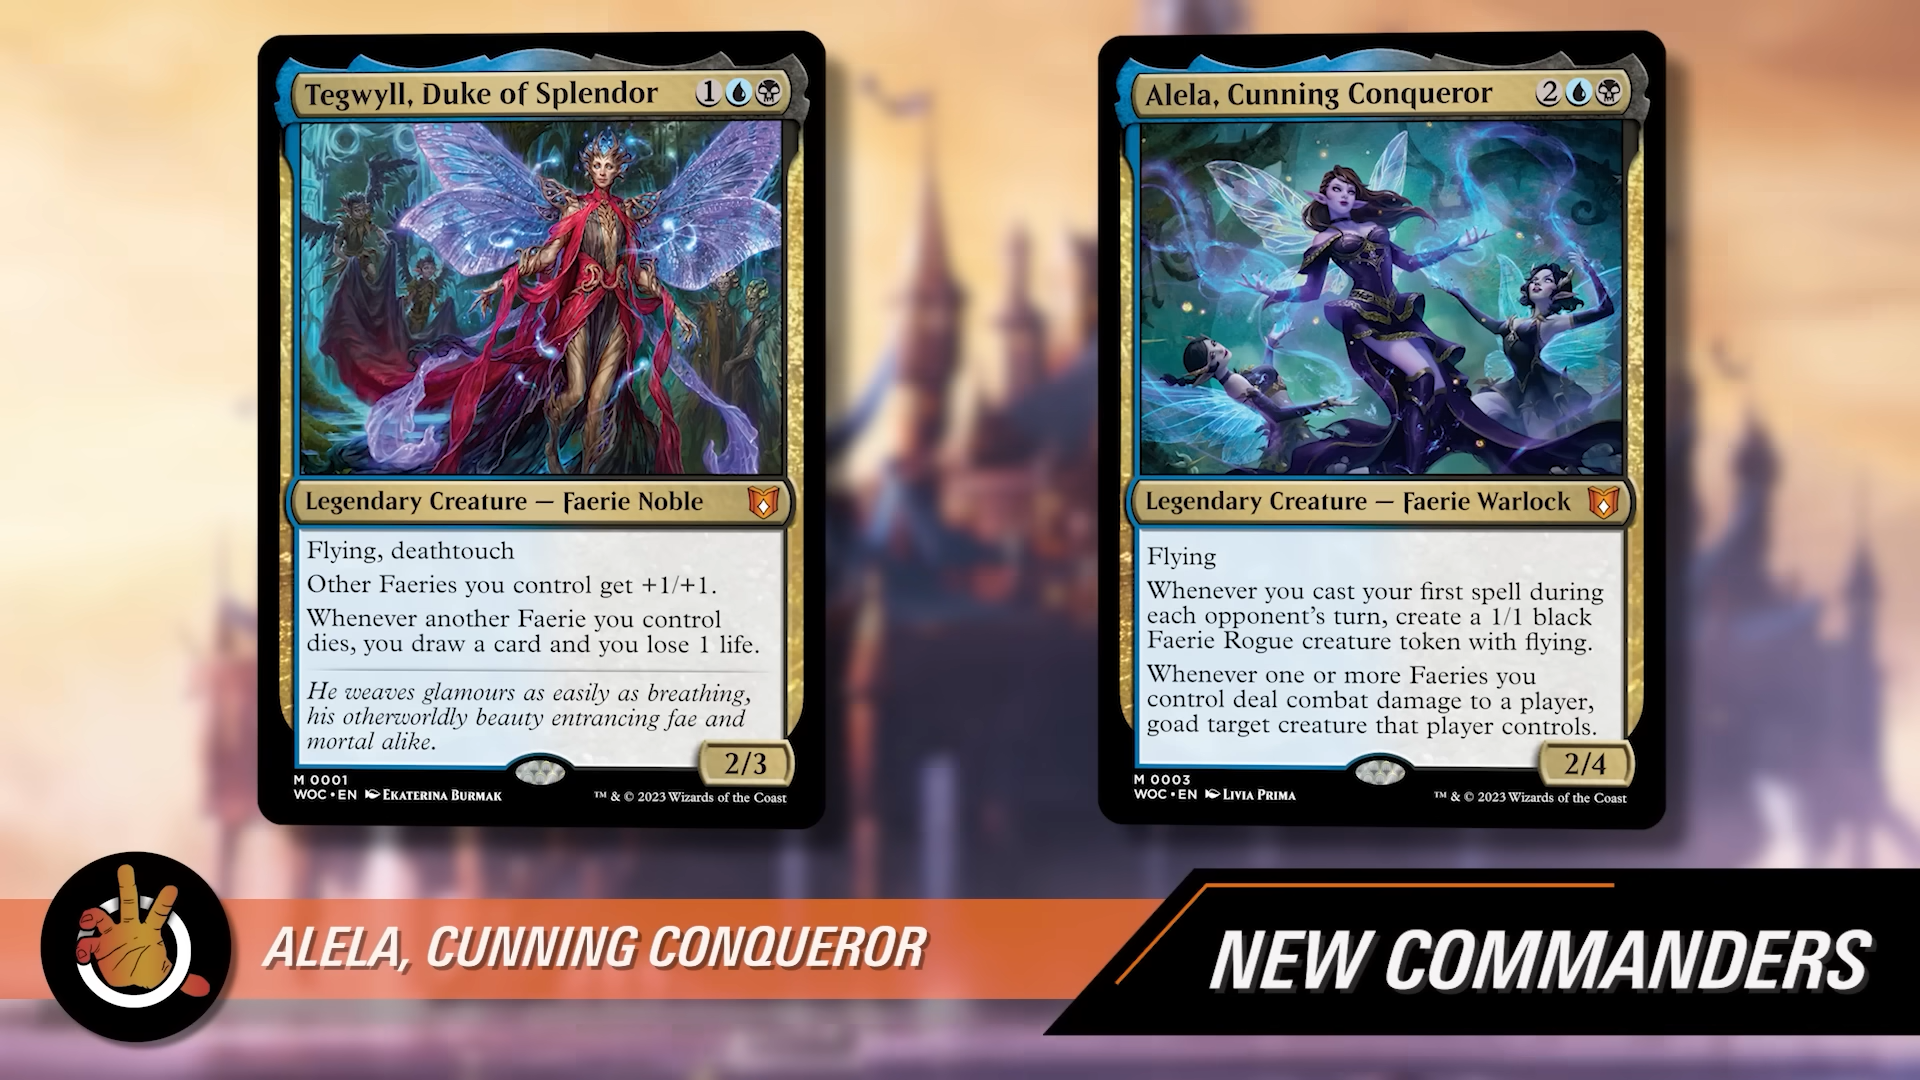 Tegwyll, Duke of Splendor 1
Legendary Creature — Faerie Noble
Flying, deathtouch
Other Faeries you control get +1/+1.
Whenever another Faerie you control
dies, you draw a card and you lose 1 life.
He weaves glamours as easily as breathing,
his otherworldly beauty entrancing fae and
mortal alike.
2/3
M 0001
WOC • EN Ekaterina Burmak
™ & © 2023 Wizards of the Coast
Alela, Cunning Conqueror 2
Legendary Creature — Faerie Warlock
Flying
Whenever you cast your first spell during
each opponent's turn, create a 1/1 black
Faerie Rogue creature token with flying.
Whenever one or more Faeries you
control deal combat damage to a player,
goad target creature that player controls.
2/4
M 0003
WOC • EN Livia Prima
™ & © 2023 Wizards of the Coast
ALELA, CUNNING CONQUEROR
NEW COMMANDERS